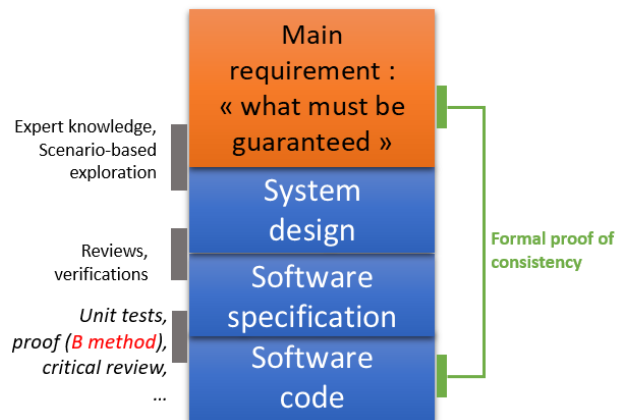 Main
requirement :
« what must be
guaranteed »
Expert knowledge,
Scenario-based
exploration
System
design
Reviews,
verifications
Software
specification
Unit tests,
proof (B method),
critical review,
...
Software
code
Formal proof of
consistency